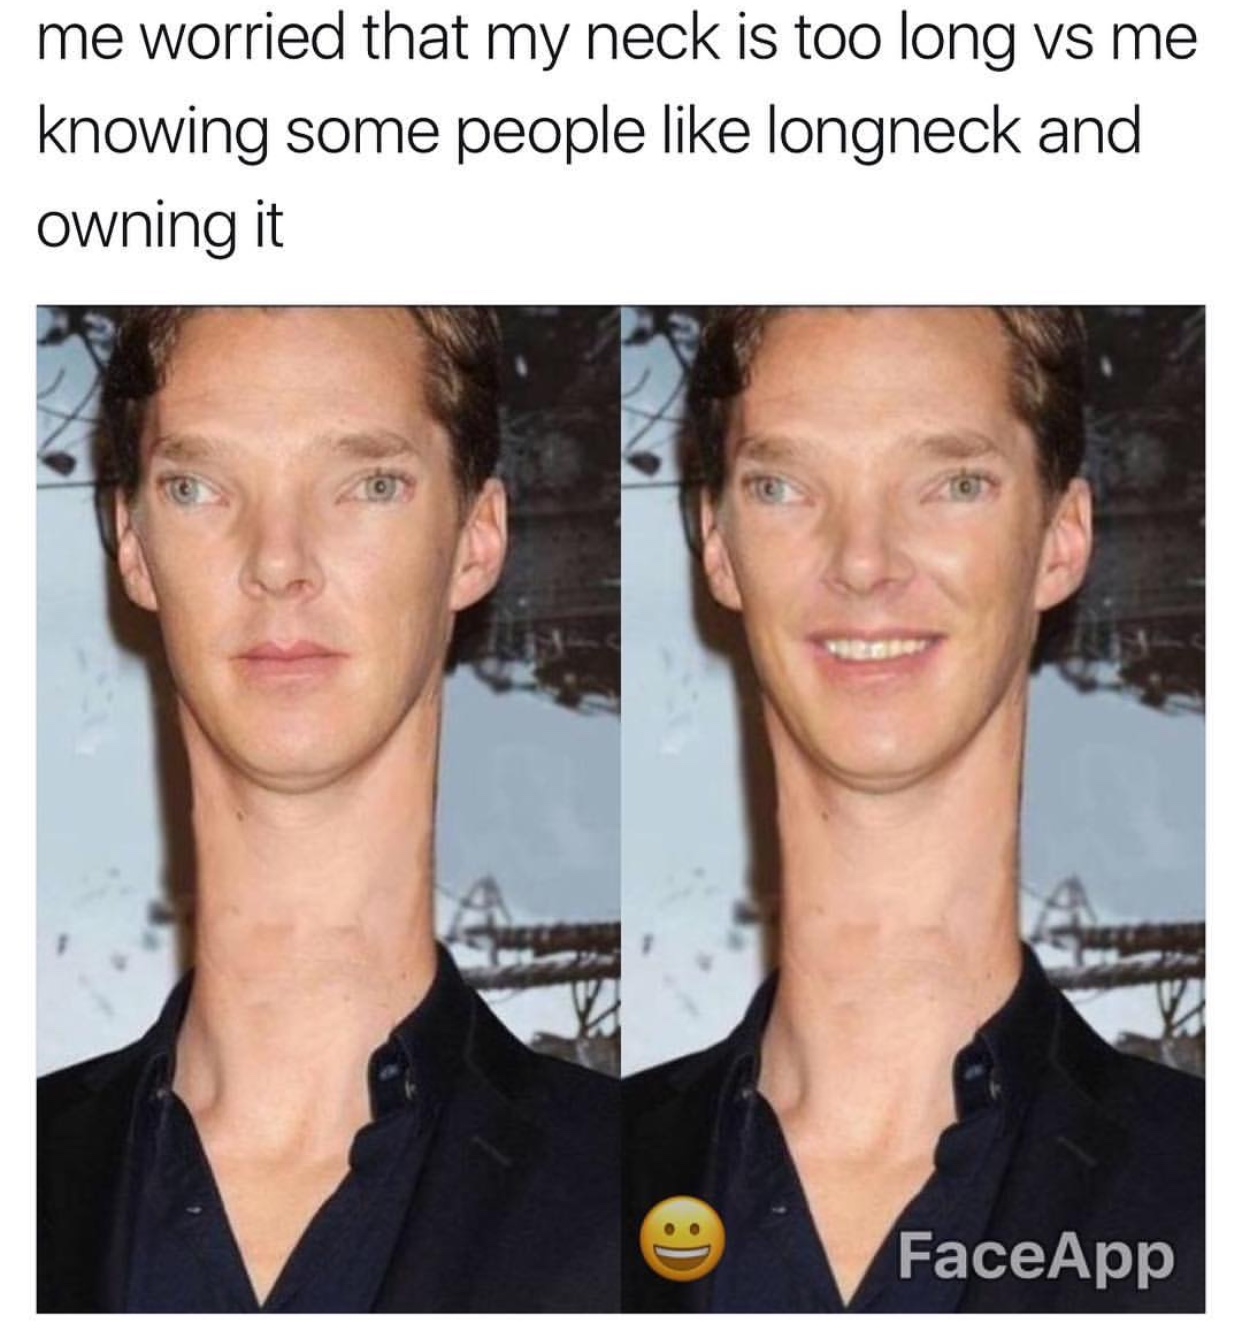 me worried that my neck is too long vs me
knowing some people like longneck and
owning it
FaceApp